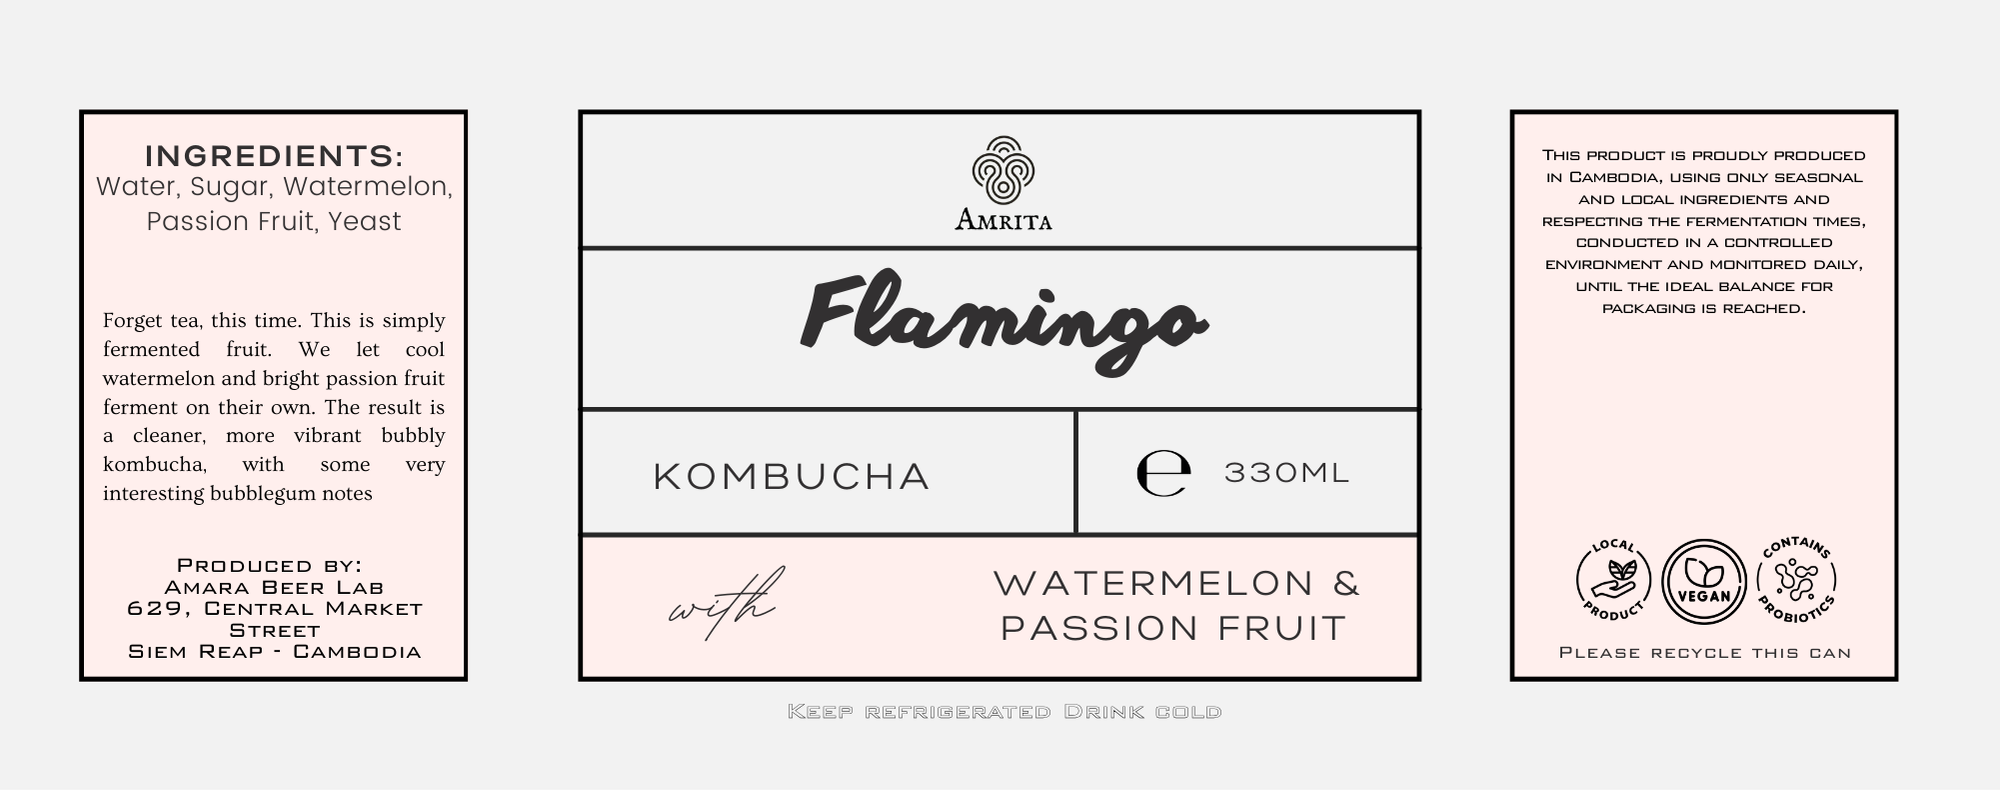 INGREDIENTS:
Water, Sugar, Watermelon,
Passion Fruit, Yeast
Forget tea, this time. This is simply
fermented fruit. We let cool
watermelon and bright passion fruit
ferment on their own. The result is
a cleaner, more vibrant bubbly
kombucha, with some very
interesting bubblegum notes
Produced by:
Amara Beer Lab
629, Central Market
Street
Siem Reap - Cambodia
Amrita
Flamingo
KOMBUCHA
e 330ML
with
WATERMELON &
PASSION FRUIT
Keep refrigerated Drink cold
This product is proudly produced
in Cambodia, using only seasonal
and local ingredients and
respecting the fermentation times,
conducted in a controlled
environment and monitored daily,
until the ideal balance for
packaging is reached.
LOCAL
PRODUCT
VEGAN
CONTAINS
PROBIOTICS
Please recycle this can